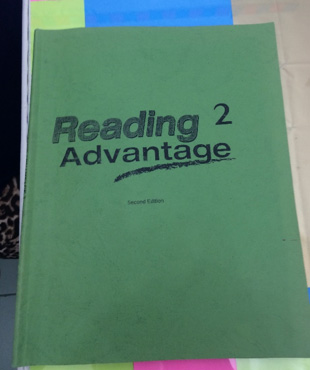 Reading 2
Advantage
Second Edition